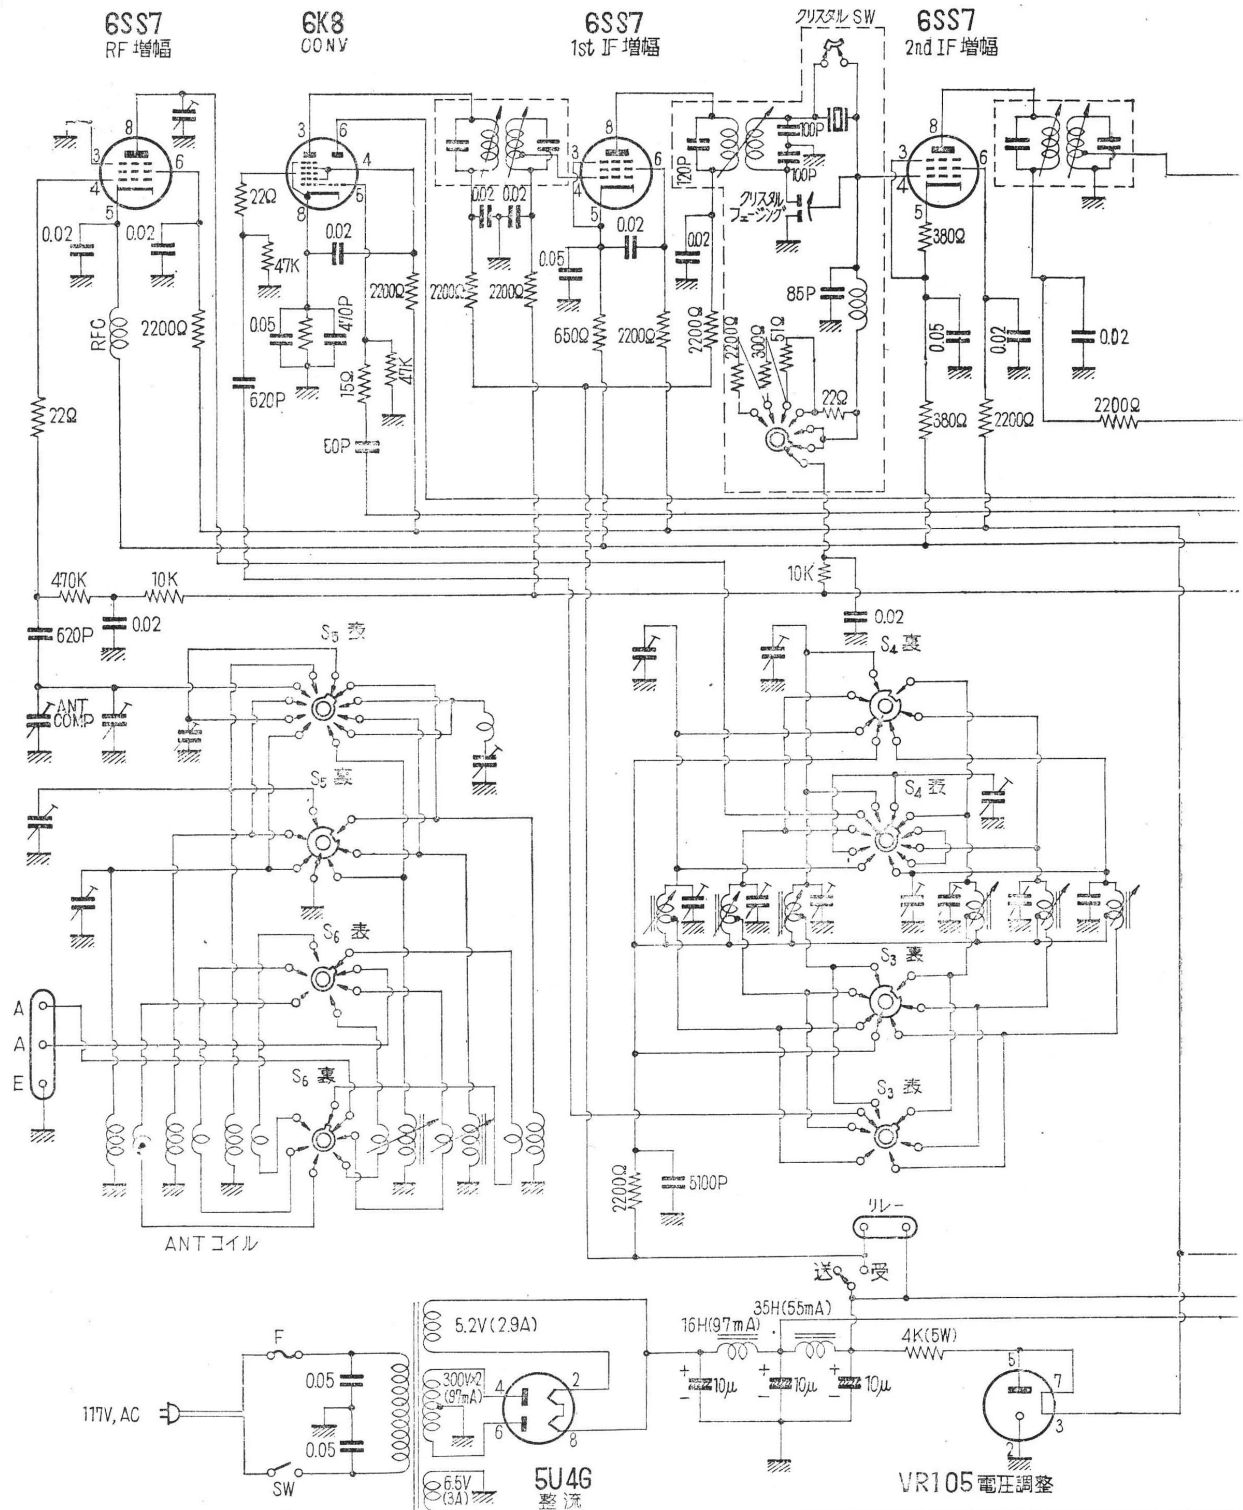 6SS7
RF 増幅
6K8
CONV
6SS7
1st IF 増幅
クリスタル SW
6SS7
2nd IF 増幅
8
3
4
6
5
3
6
4
5
8
8
3
4
6
5
8
3
4
6
5
100P
100P
120P
クリスタル
フェージング
22Ω
47K
0.02
0.02
0.02
0.02
0.02
0.05
0.02
0.02
380Ω
RFC
2200Ω
0.05
470P
2200Ω
2200Ω
2200Ω
650Ω
2200Ω
2200Ω
2200Ω
300Ω
51Ω
85P
0.05
0.02
0.02
22Ω
620P
15Ω
47K
50P
22Ω
380Ω
2200Ω
2200Ω
470K
10K
10K
620P
0.02
0.02
ANT
COMP
S5 表
S4 裏
S5 裏
S4 表
S6 表
S3 裏
A
A
E
S6 裏
S3 表
2200Ω
5100P
ANTコイル
リレー
送
受
F
5.2V(2.9A)
16H(97mA)
35H(55mA)
4K(5W)
117V, AC
0.05
0.05
300V×2
(97mA)
4
2
6
8
+
-
10μ
+
-
10μ
+
-
10μ
5
7
3
2
SW
6.5V
(3A)
5U4G
整流
VR105 電圧調整